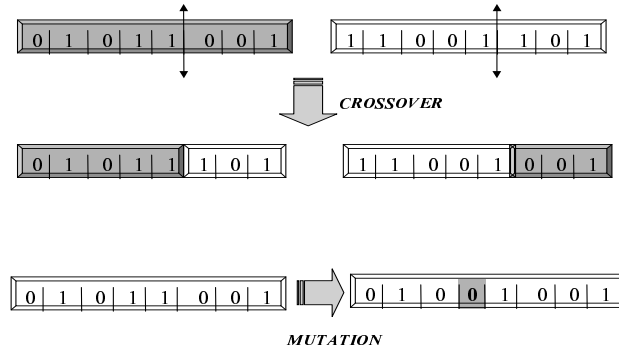 0 1 0 1 1 0 0 1 1 1 0 0 1 1 0 1
CROSSOVER
0 1 0 1 1 1 0 1 1 1 0 0 1 0 0 1
0 1 0 1 1 0 0 1 0 1 0 0 1 0 0 1
MUTATION